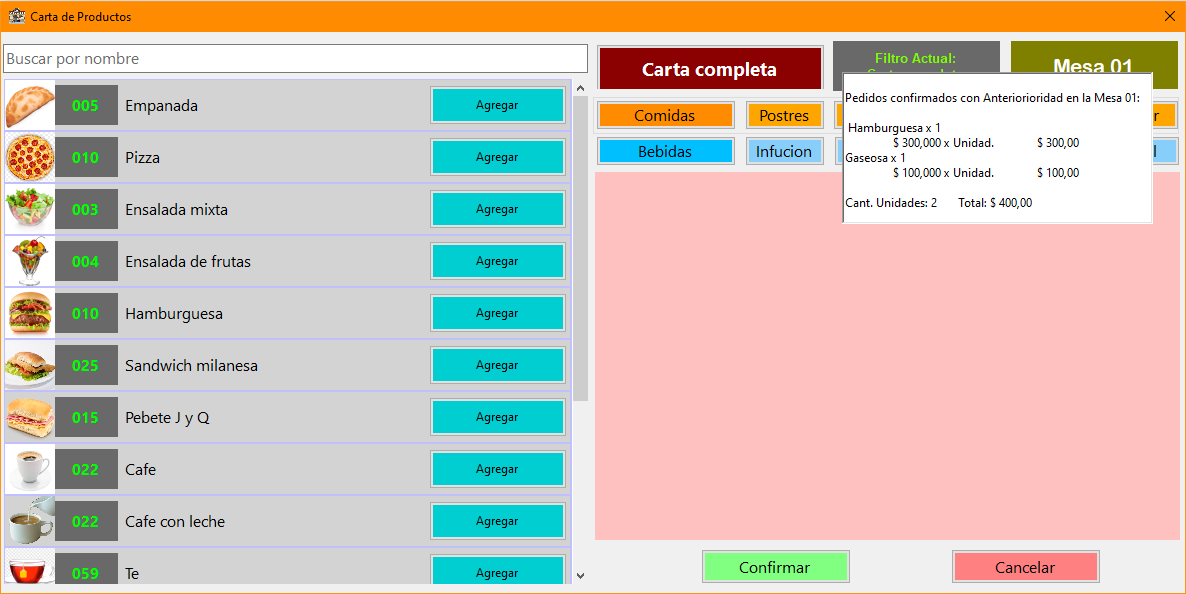 Carta de Productos
Buscar por nombre
005 Empanada Agregar
010 Pizza Agregar
003 Ensalada mixta Agregar
004 Ensalada de frutas Agregar
010 Hamburguesa Agregar
025 Sandwich milanesa Agregar
015 Pebete J y Q Agregar
022 Cafe Agregar
022 Cafe con leche Agregar
059 Te Agregar
Carta completa
Filtro Actual:
Mesa 01
Comidas
Postres
Bebidas
Infucion
Pedidos confirmados con Anteriorioridad en la Mesa 01:
Hamburguesa x 1
$ 300,000 x Unidad. $ 300,00
Gaseosa x 1
$ 100,000 x Unidad. $ 100,00
Cant. Unidades: 2 Total: $ 400,00
Confirmar
Cancelar